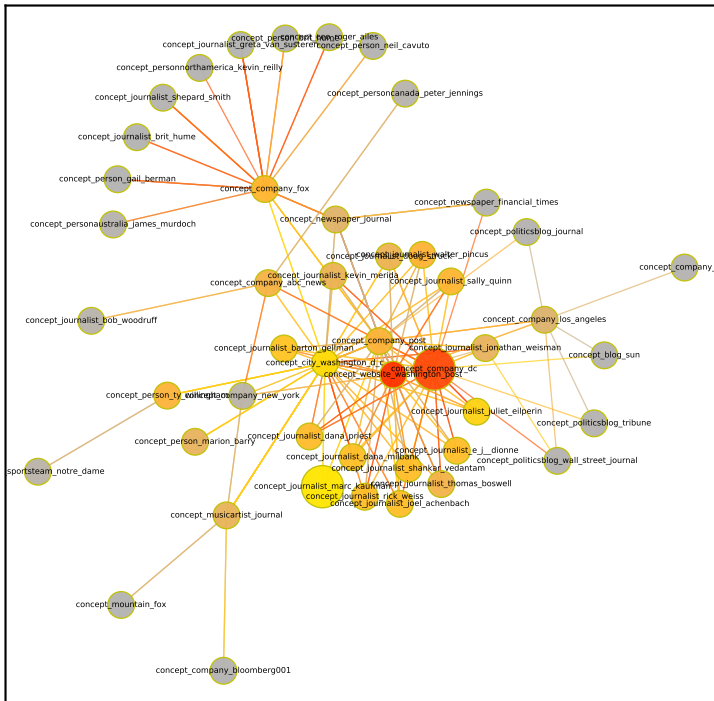 concept_journalist_greta_van_susteren
concept_person_neil_cavuto
concept_personnorthamerica_kevin_reilly
concept_personcanada_peter_jennings
concept_journalist_shepard_smith
concept_journalist_brit_hume
concept_person_gail_berman
concept_company_fox
concept_newspaper_financial_times
concept_newspaper_journal
concept_personaustralia_james_murdoch
concept_politicsblog_journal
concept_journalist_walter_pincus
concept_company_
concept_journalist_kevin_merida
concept_company_abc_news
concept_journalist_sally_quinn
concept_journalist_bob_woodruff
concept_company_los_angeles
concept_company_post
concept_journalist_barton_gellman
concept_journalist_jonathan_weisman
concept_blog_sun
concept_city_washington_d_c
concept_company_dc
concept_website_washington_post
concept_person_ty_willingham
concept_company_new_york
concept_journalist_juliet_eilperin
concept_politicsblog_tribune
concept_journalist_dana_priest
concept_person_marion_barry
concept_journalist_e_j__dionne
concept_journalist_dana_milbank
concept_politicsblog_wall_street_journal
concept_journalist_shankar_vedantam
sportsteam_notre_dame
concept_journalist_marc_kaufman
concept_journalist_thomas_boswell
concept_journalist_rick_weiss
concept_journalist_joel_achenbach
concept_musicartist_journal
concept_mountain_fox
concept_company_bloomberg001